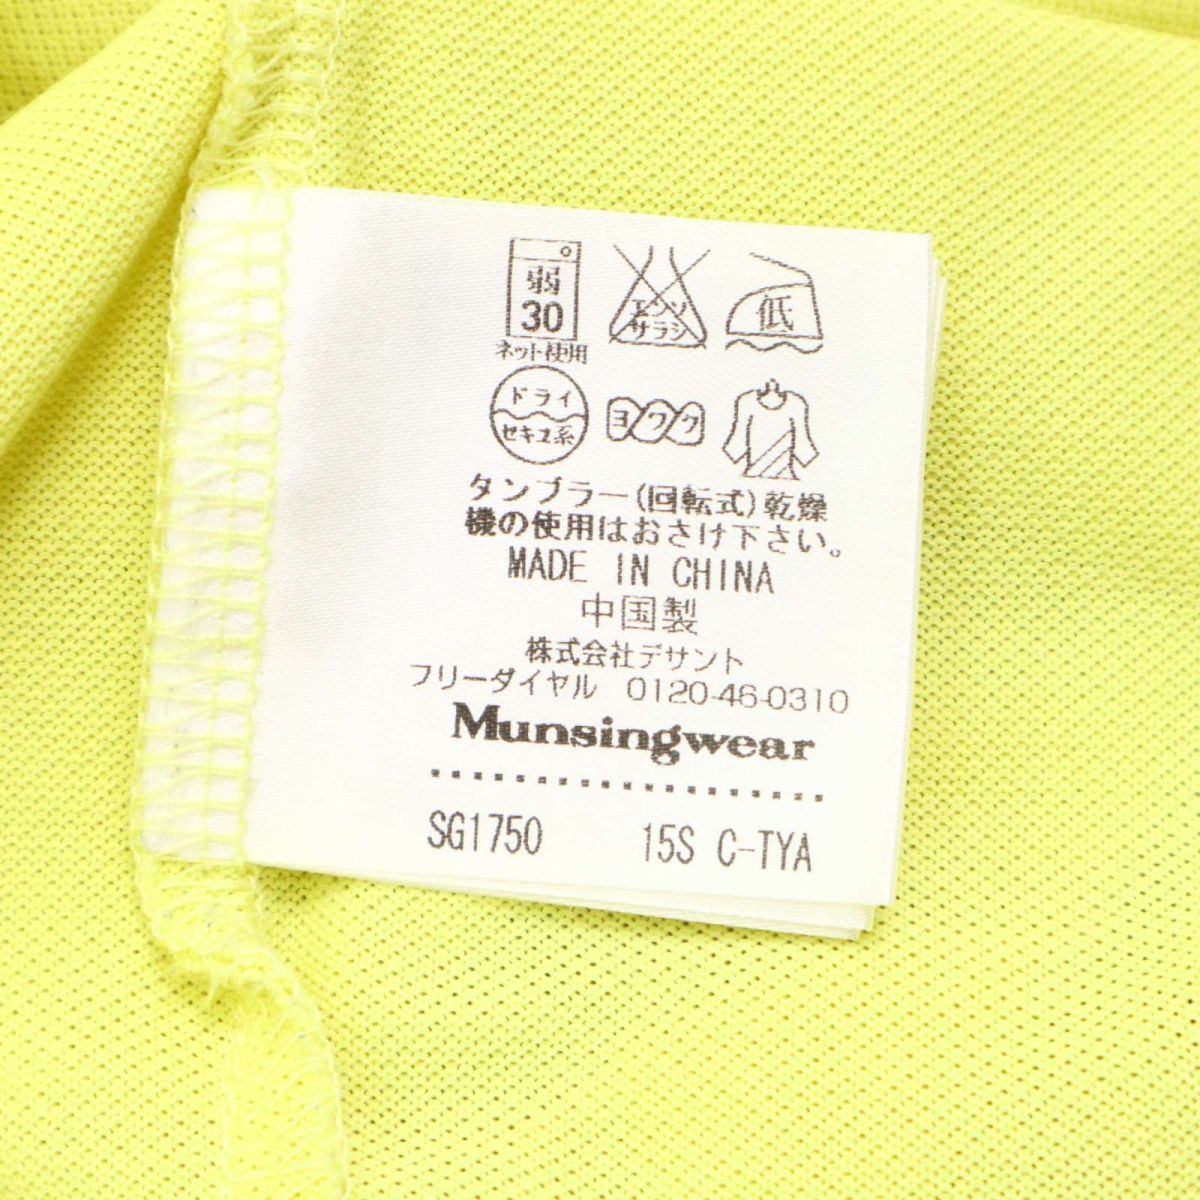 弱
30
ネット使用
エンソ
サラシ
低
ドライ
セキユ系
ヨワク
タンブラー(回転式)乾燥
機の使用はおさけ下さい。
MADE IN CHINA
中国製
株式会社デサント
フリーダイヤル 0120-46-0310
Munsingwear
SG1750 15S C-TYA